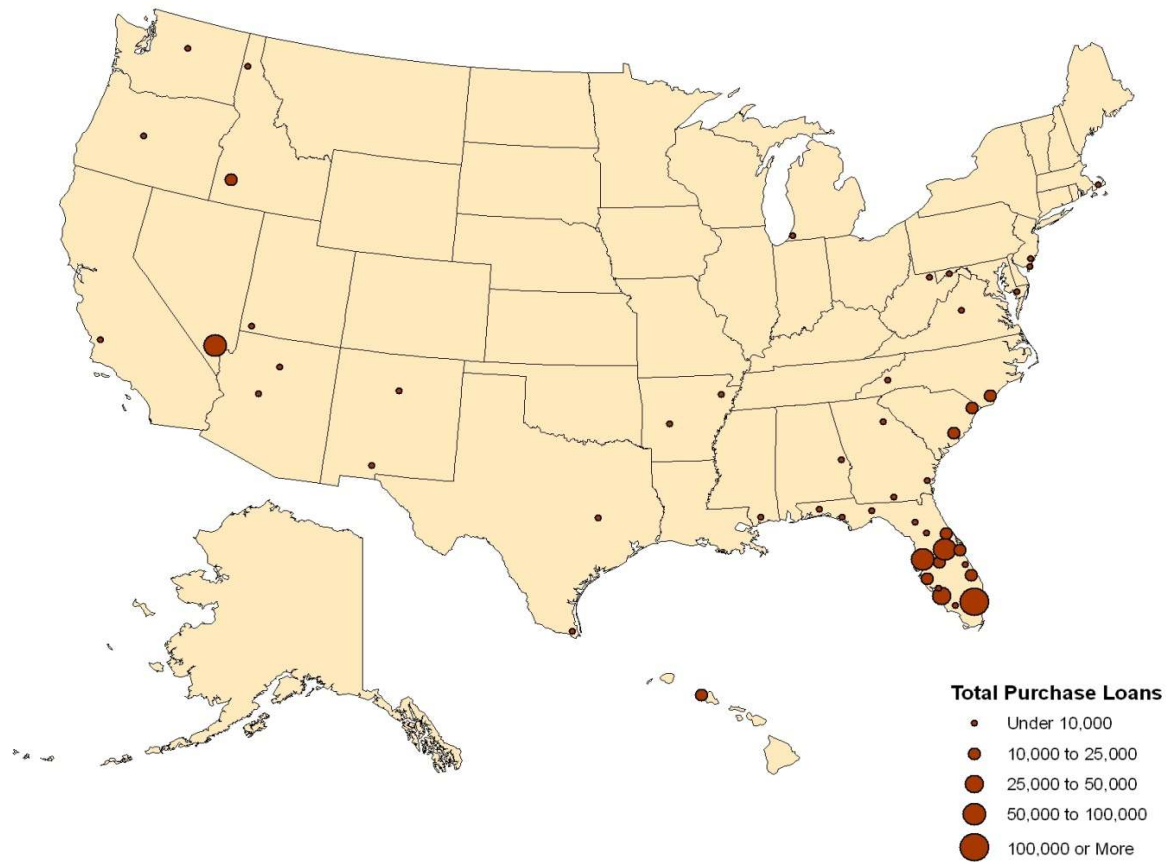 Total Purchase Loans
Under 10,000
10,000 to 25,000
25,000 to 50,000
50,000 to 100,000
100,000 or More